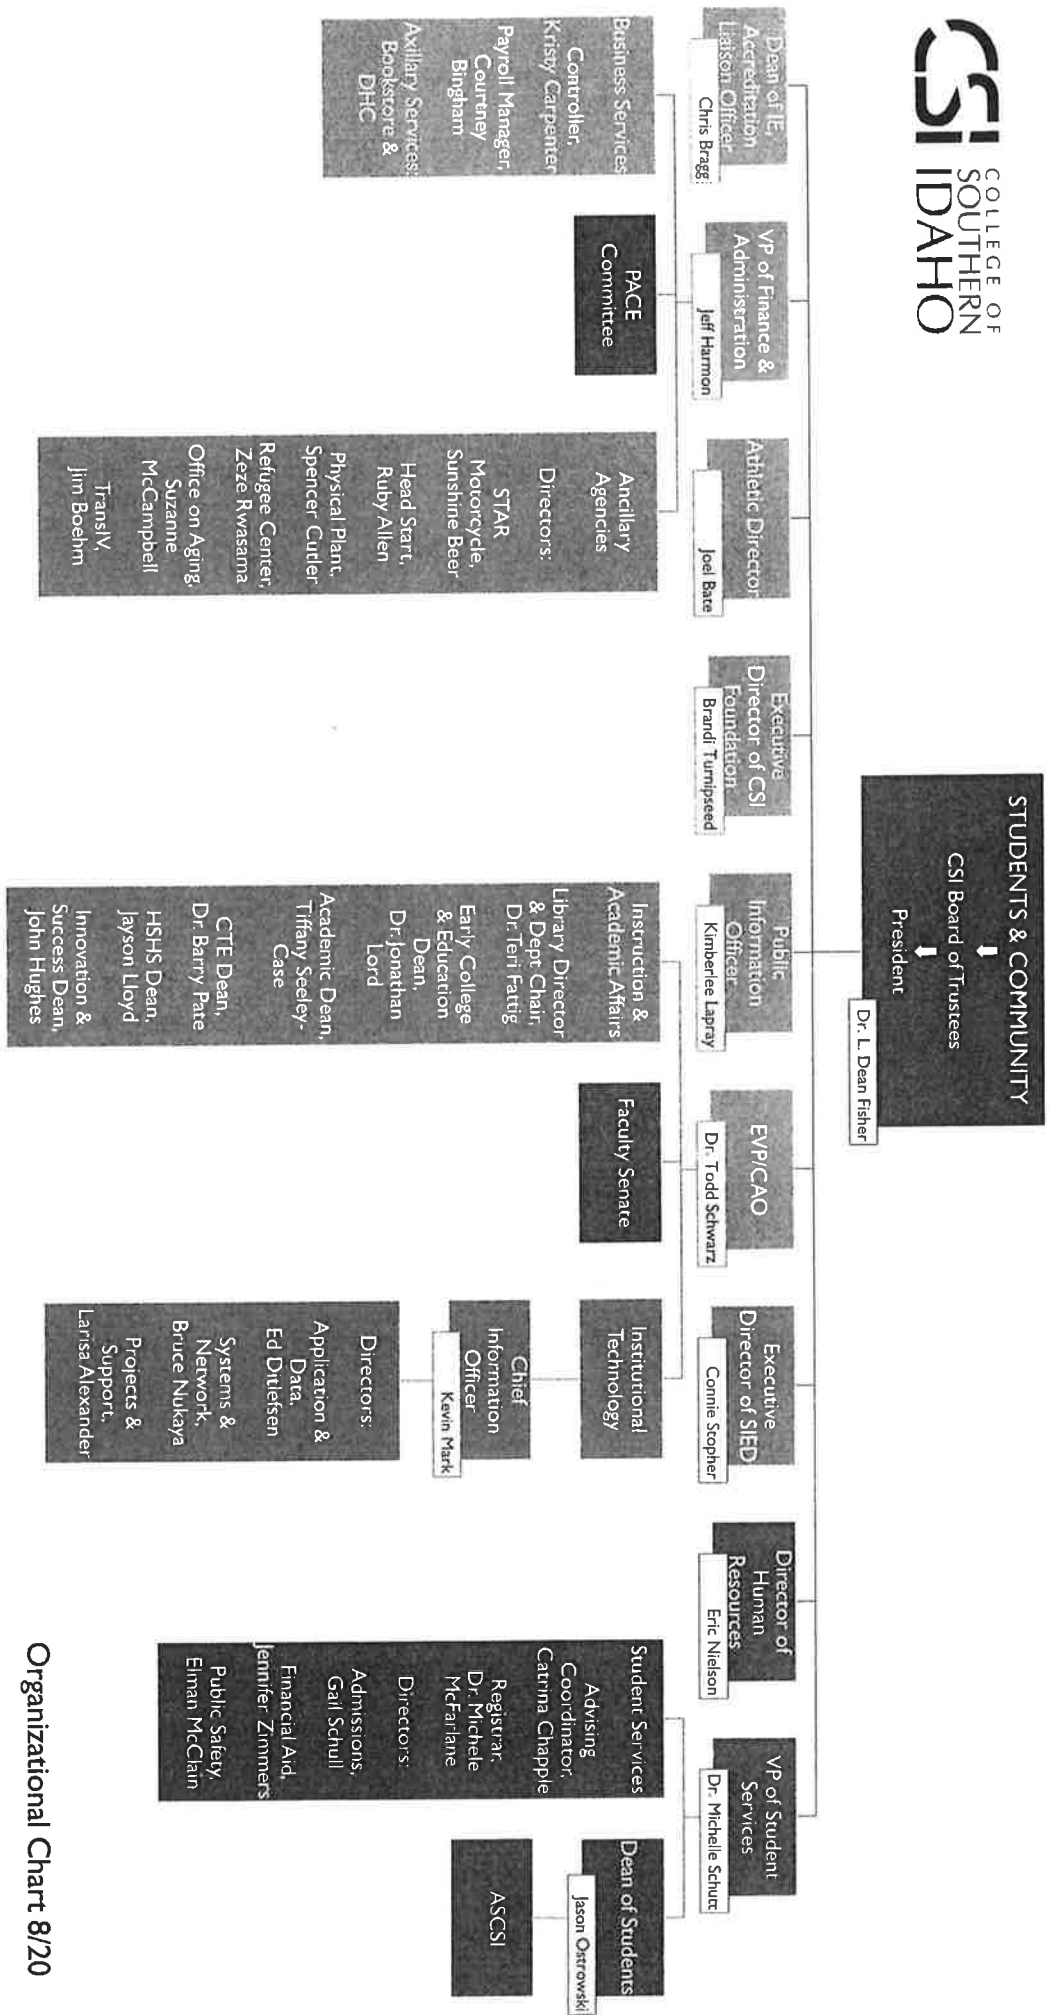 CSI
COLLEGE OF
SOUTHERN
IDAHO
STUDENTS & COMMUNITY
CSI Board of Trustees
President
Dr. L. Dean Fisher
Dean of IE,
Accreditation
Liaison Officer
Chris Bragg
VP of Finance &
Administration
Jeff Harmon
Athletic Director
Joel Bate
Executive
Director of CSI
Foundation
Brandi Turnipseed
Public
Information
Officer
Kimberlee Lapray
EVP/CAO
Dr. Todd Schwarz
Executive
Director of SIED
Connie Stopher
Director of
Human
Resources
Eric Nielson
VP of Student
Services
Dr. Michelle Schutt
Business Services
Controller,
Kristy Carpenter
Payroll Manager,
Courtney
Bingham
Axillary Services:
Bookstore &
DHC
PACE
Committee
Ancillary
Agencies
Directors:
STAR
Motorcycle,
Sunshine Beer
Head Start,
Ruby Allen
Physical Plant,
Spencer Cutler
Refugee Center,
Zeze Rwasama
Office on Aging,
Suzanne
McCampbell
TransIV,
Jim Boehm
Instruction &
Academic Affairs
Library Director
& Dept Chair,
Dr. Teri Fattig
Early College
& Education
Dean,
Dr. Jonathan
Lord
Academic Dean,
Tiffany Seeley-
Case
CTE Dean,
Dr. Barry Pate
HSHS Dean,
Jayson Lloyd
Innovation &
Success Dean,
John Hughes
Faculty Senate
Institutional
Technology
Chief
Information
Officer
Kevin Mark
Directors:
Application &
Data,
Ed Ditlefsen
Systems &
Network,
Bruce Nukaya
Projects &
Support,
Larisa Alexander
Student Services
Advising
Coordinator,
Catrina Chapple
Registrar,
Dr. Michele
McFarlane
Directors:
Admissions,
Gail Schull
Financial Aid,
Jennifer Zimmers
Public Safety,
Elman McClain
Dean of Students
Jason Ostrowski
ASCSI
Organizational Chart 8/20